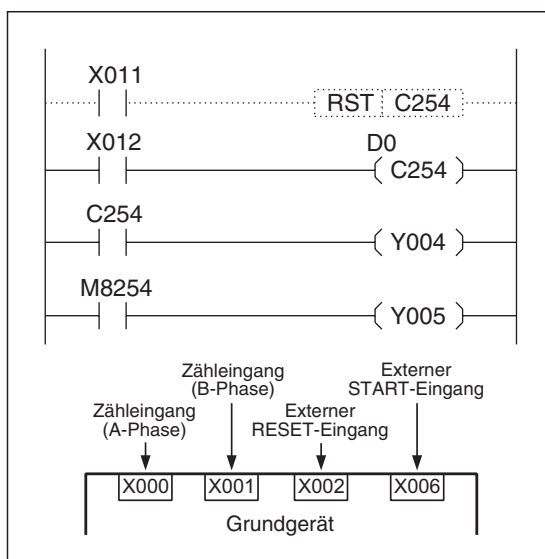 X011
RST C254
X012 D0
C254
C254
Y004
M8254
Y005
Zähleingang
(A-Phase)
Zähleingang
(B-Phase)
Externer
RESET-Eingang
Externer
START-Eingang
X000 X001 X002 X006
Grundgerät